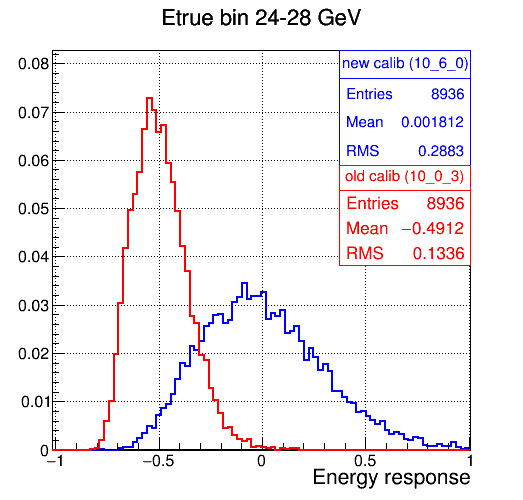 Etrue bin 24-28 GeV
new calib (10_6_0)
Entries 8936
Mean 0.001812
RMS 0.2883
old calib (10_0_3)
Entries 8936
Mean −0.4912
RMS 0.1336
0.08
0.07
0.06
0.05
0.04
0.03
0.02
0.01
0
−1 −0.5 0 0.5 1
Energy response